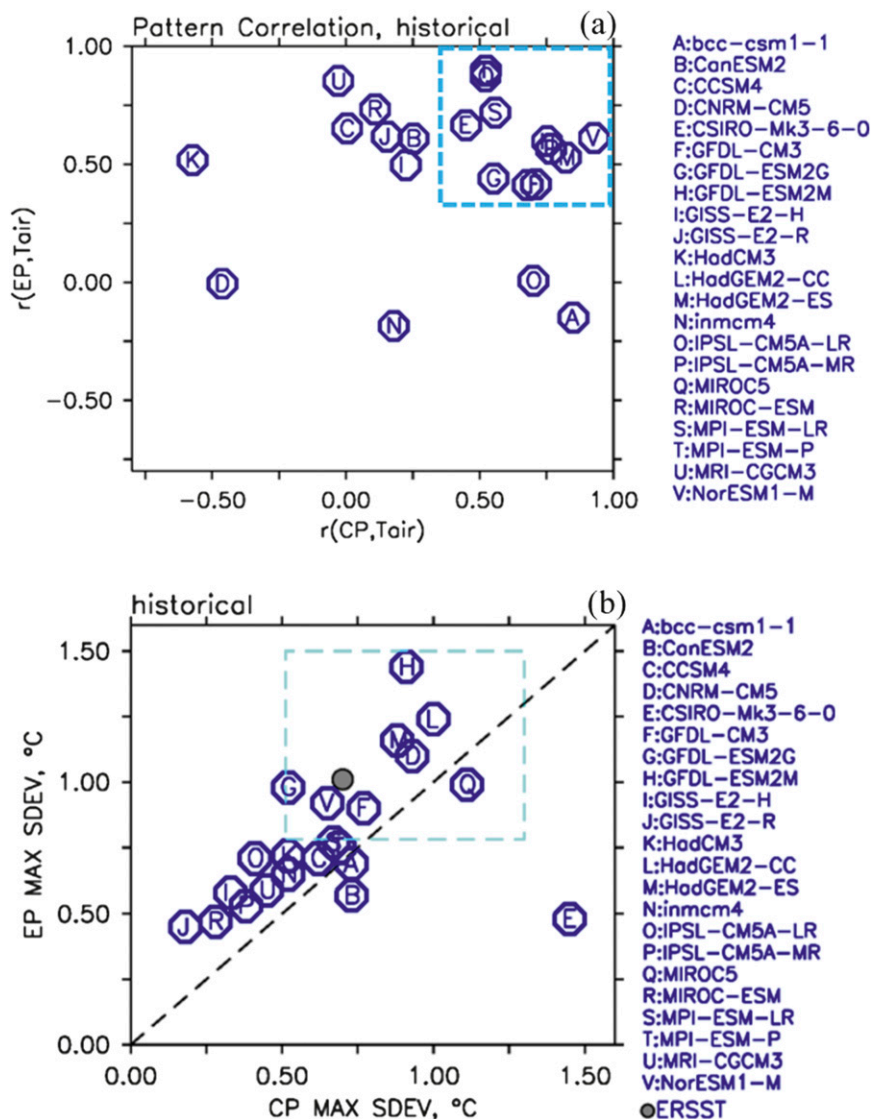 Pattern Correlation, historical (a)
1.00
0.50
0.00
−0.50
r(EP,Tair)
U
R
C
J
B
I
K
E
S
V
M
G
F
D
N
O
A
−0.50 0.00 0.50 1.00
r(CP,Tair)
A:bcc−csm1−1
B:CanESM2
C:CCSM4
D:CNRM−CM5
E:CSIRO−Mk3−6−0
F:GFDL−CM3
G:GFDL−ESM2G
H:GFDL−ESM2M
I:GISS−E2−H
J:GISS−E2−R
K:HadCM3
L:HadGEM2−CC
M:HadGEM2−ES
N:inmcm4
O:IPSL−CM5A−LR
P:IPSL−CM5A−MR
Q:MIROC5
R:MIROC−ESM
S:MPI−ESM−LR
T:MPI−ESM−P
U:MRI−CGCM3
V:NorESM1−M
historical (b)
1.50
1.00
0.50
0.00
EP MAX SDEV, °C
H
L
M
D
Q
V
F
A
B
U
I
P
R
J
E
0.00 0.50 1.00 1.50
CP MAX SDEV, °C
A:bcc−csm1−1
B:CanESM2
C:CCSM4
D:CNRM−CM5
E:CSIRO−Mk3−6−0
F:GFDL−CM3
G:GFDL−ESM2G
H:GFDL−ESM2M
I:GISS−E2−H
J:GISS−E2−R
K:HadCM3
L:HadGEM2−CC
M:HadGEM2−ES
N:inmcm4
O:IPSL−CM5A−LR
P:IPSL−CM5A−MR
Q:MIROC5
R:MIROC−ESM
S:MPI−ESM−LR
T:MPI−ESM−P
U:MRI−CGCM3
V:NorESM1−M
ERSST